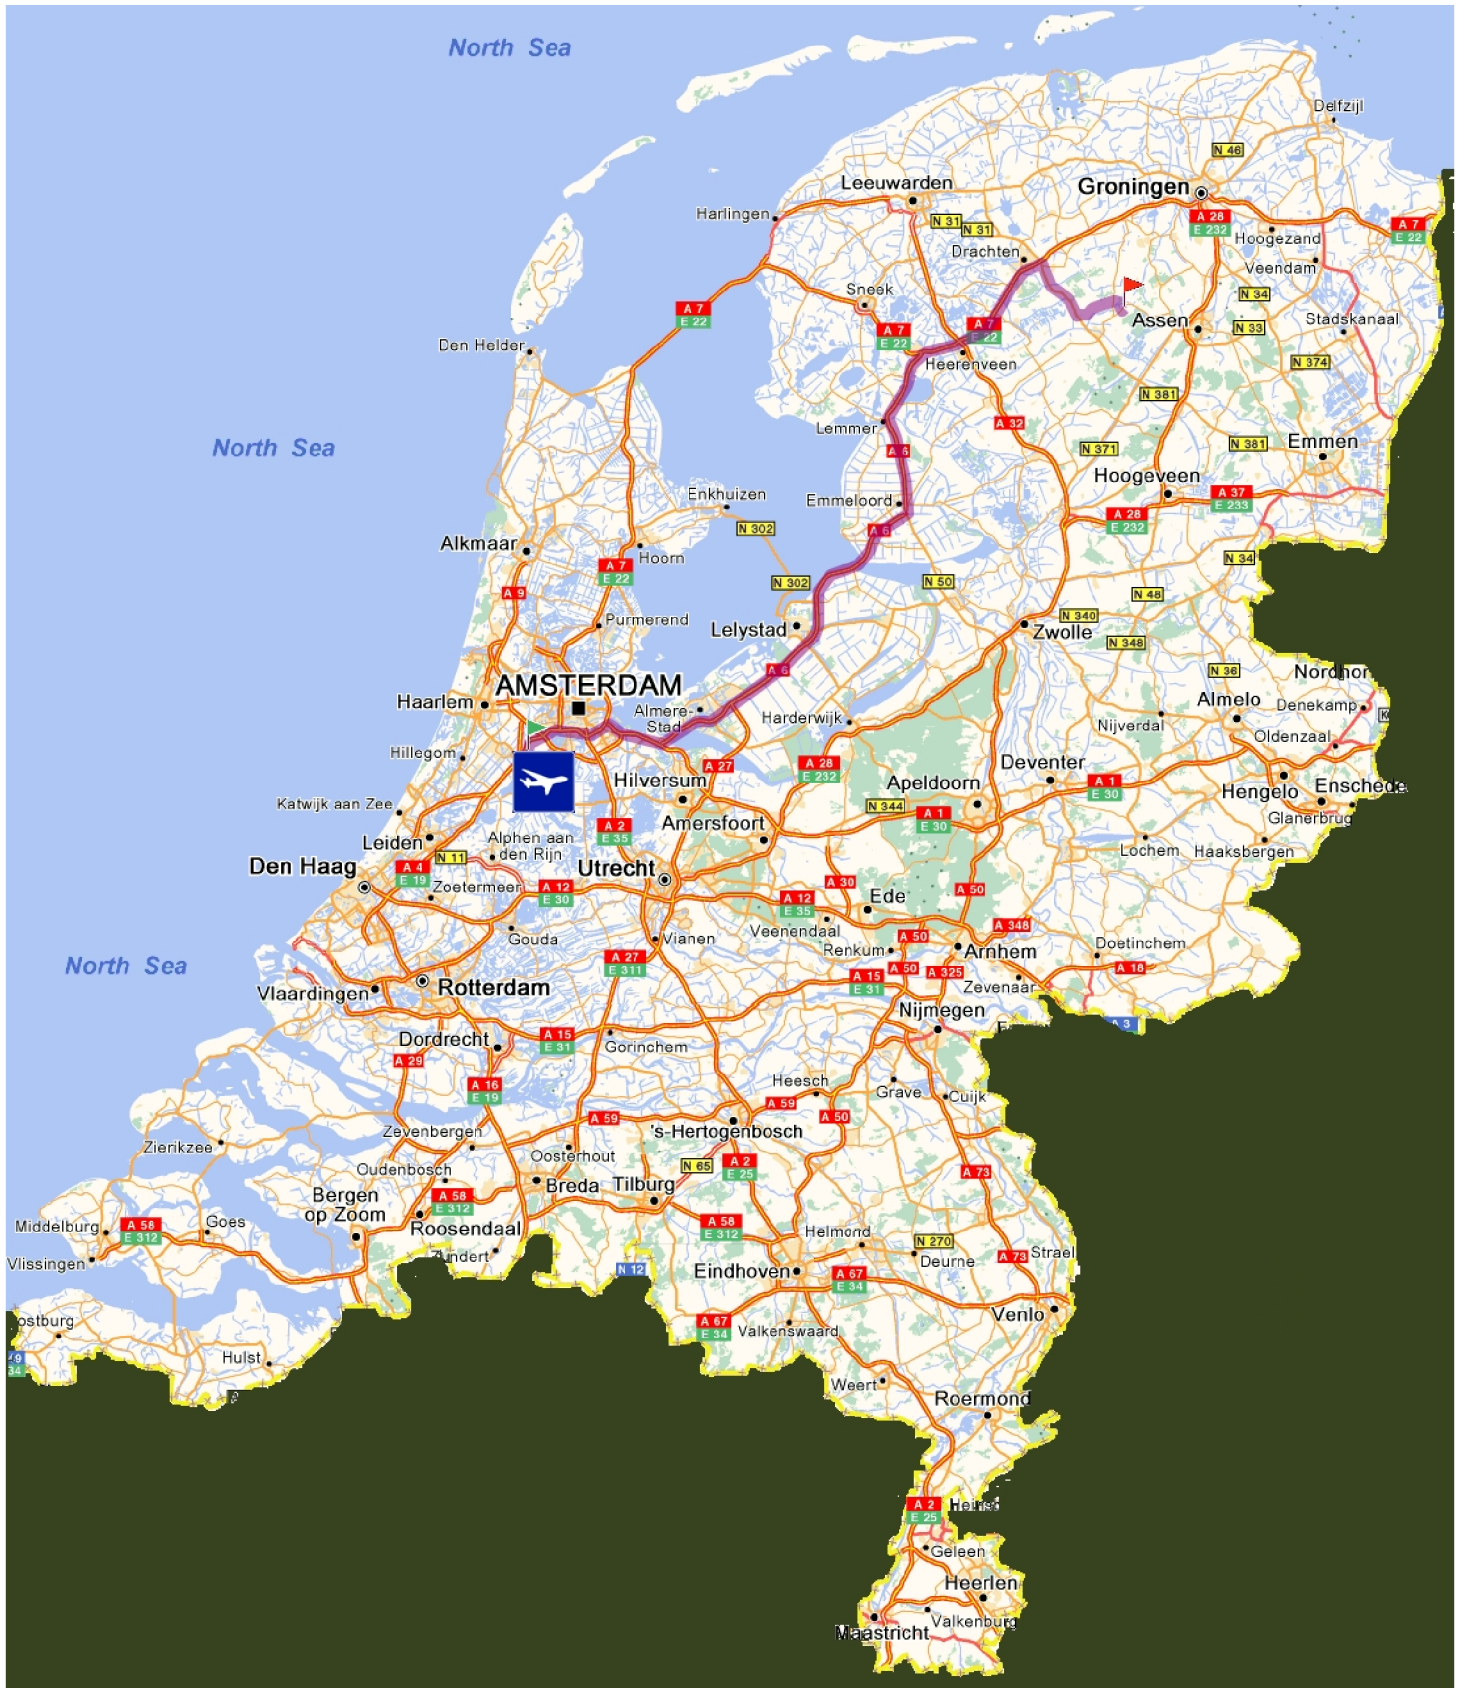 North Sea
Delfzijl
N 46
Leeuwarden
Groningen
Harlingen
N 31
N 31
A 28
E 232
A 7
E 22
Hoogezand
Drachten
Veendam
Sneek
N 34
A 7
E 22
Assen
N 33
Stadskanaal
A 7
E 22
A 7
E 22
Den Helder
Heerenveen
N 374
N 381
Lemmer
A 32
North Sea
A 6
N 371
N 381
Emmen
Hoogeveen
Enkhuizen
Emmeloord
A 37
E 233
N 302
A 28
E 232
A 6
Alkmaar
Hoorn
N 34
A 7
E 22
N 302
N 50
A 9
N 48
Purmerend
Lelystad
N 340
Zwolle
N 348
A 6
N 36
Nordhor
AMSTERDAM
Haarlem
Almere-
Stad
Harderwijk
Almelo
Denekamp
Nijverdal
Oldenzaal
Hillegom
A 27
A 28
E 232
Deventer
Hilversum
Apeldoorn
A 1
E 30
Hengelo
Enschede
Katwijk aan Zee
N 344
A 1
E 30
Glanerbrug
Amersfoort
A 2
E 35
Leiden
Alphen aan
den Rijn
Lochem
Haaksbergen
N 11
Den Haag
A 4
E 19
Utrecht
Zoetermeer
A 12
E 30
A 30
A 50
Ede
A 12
E 35
Veenendaal
A 348
Gouda
Vianen
A 50
Renkum
Arnhem
Doetinchem
A 27
E 311
North Sea
A 50
A 325
A 18
A 15
E 31
Zevenaar
Vlaardingen
Rotterdam
Nijmegen
A 3
Dordrecht
A 15
E 31
Gorinchem
A 29
A 16
E 19
Heesch
Grave
Cuijk
A 59
A 59
A 50
Zevenbergen
's-Hertogenbosch
Zierikzee
Oosterhout
N 65
A 2
E 25
Oudenbosch
A 73
Breda
Tilburg
Bergen
op Zoom
A 58
E 312
Roosendaal
Middelburg
A 58
E 312
Goes
A 58
E 312
Helmond
N 270
Strael
Vlissingen
Zundert
N 12
Eindhoven
A 67
E 34
Deurne
A 73
Venlo
ostburg
A 67
E 34
Valkenswaard
Hulst
Weert
Roermond
A 2
E 25
Geleen
Heerlen
Valkenburg
Maastricht